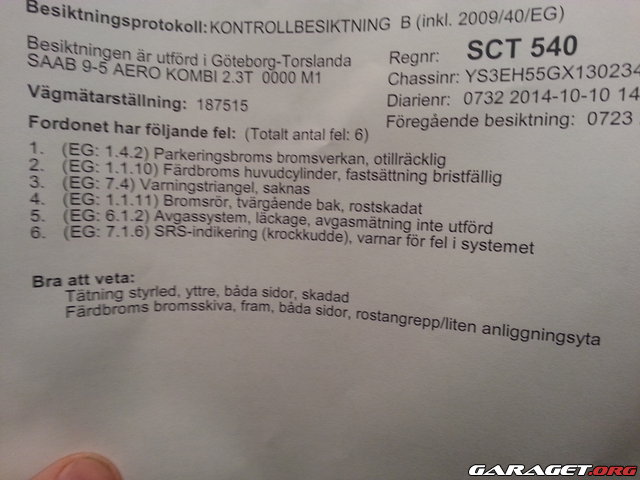 Besiktningsprotokoll: KONTROLLBESIKTNING B (inkl. 2009/40/EG)
Besiktningen är utförd i Göteborg-Torslanda
SAAB 9-5 AERO KOMBI 2.3T 0000 M1
Regnr: SCT 540
Chassinr: YS3EH55GX130234
Vägmätarställning: 187515
Diarienr: 0732 2014-10-10 14
Föregående besiktning: 0723
Fordonet har följande fel: (Totalt antal fel: 6)
1. (EG: 1.4.2) Parkeringsbroms bromsverkan, otillräcklig
2. (EG: 1.1.10) Färdbroms huvudcylinder, fastsättning bristfällig
3. (EG: 7.4) Varningstriangel, saknas
4. (EG: 1.1.11) Bromsrör, tvärgående bak, rostskadat
5. (EG: 6.1.2) Avgassystem, läckage, avgasmätning inte utförd
6. (EG: 7.1.6) SRS-indikering (krockkudde), varnar för fel i systemet
Bra att veta:
Tätning styrled, yttre, båda sidor, skadad
Färdbroms bromsskiva, fram, båda sidor, rostangrepp/liten anliggningsyta
GARAGET.ORG